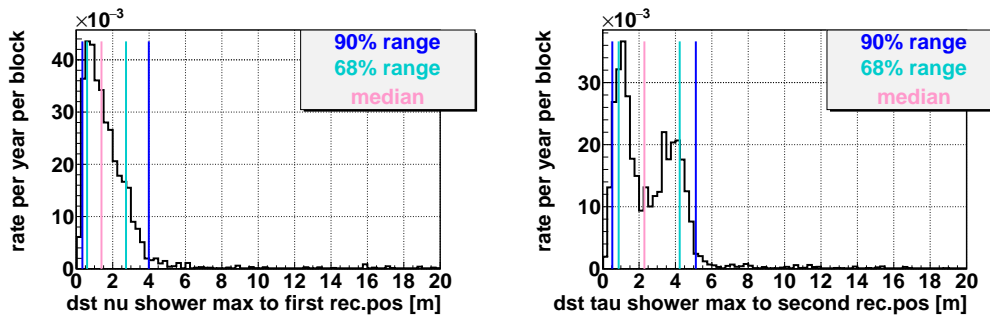 ×10⁻³
40
30
20
10
0
rate per year per block
90% range
68% range
median
0 2 4 6 8 10 12 14 16 18 20
dst nu shower max to first rec.pos [m]
×10⁻³
30
20
10
0
rate per year per block
90% range
68% range
median
0 2 4 6 8 10 12 14 16 18 20
dst tau shower max to second rec.pos [m]